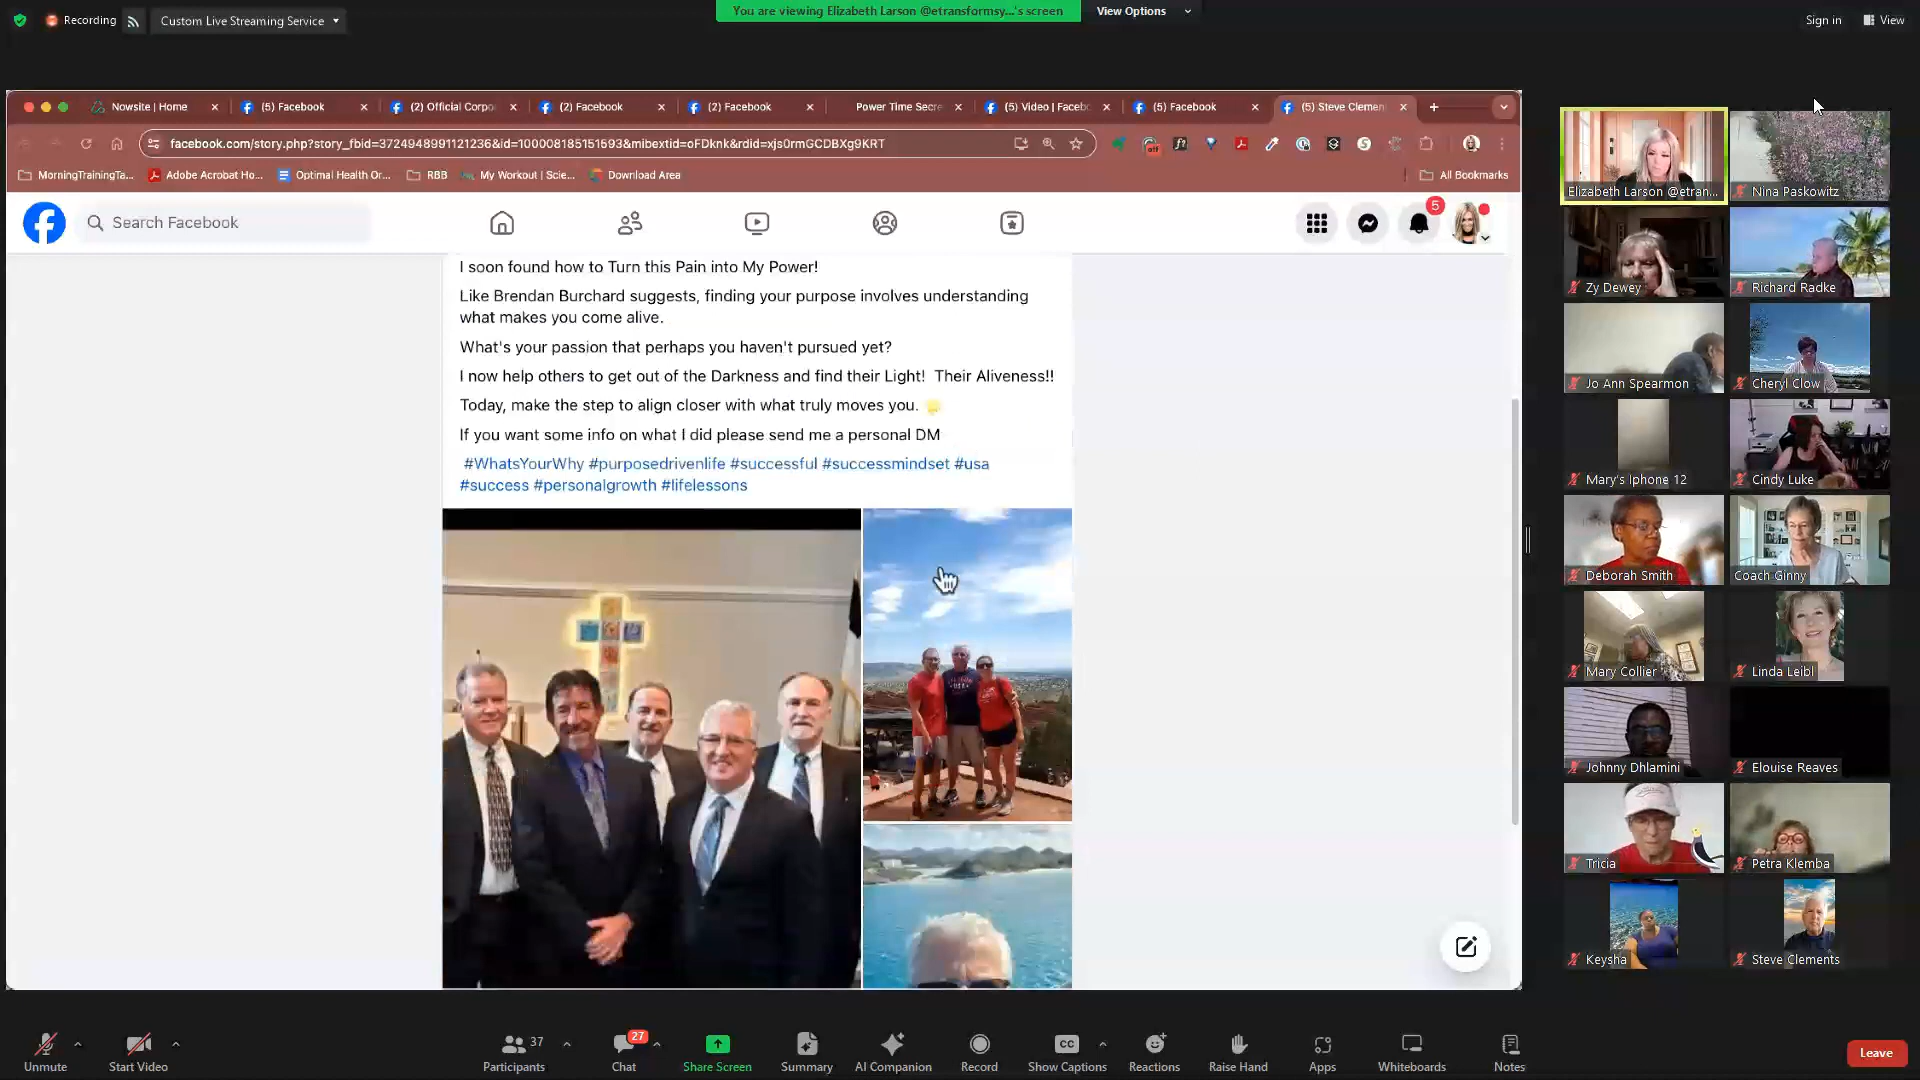 Recording
Custom Live Streaming Service
You are viewing Elizabeth Larson @etransformsy...'s screen
View Options
Sign in
View
Nowsite | Home
(5) Facebook
(2) Official Corpo
(2) Facebook
(2) Facebook
Power Time Secre
(5) Video | Facebo
(5) Facebook
(5) Steve Clemen
facebook.com/story.php?story_fbid=3724948991121236&id=100008185151593&mibextid=oFDknk&rdid=xjs0rmGCDBXg9KRT
MorningTrainingTa...
Adobe Acrobat Ho...
Optimal Health Or...
RBB
My Workout | Scie...
Download Area
All Bookmarks
Search Facebook
5
I soon found how to Turn this Pain into My Power!
Like Brendan Burchard suggests, finding your purpose involves understanding
what makes you come alive.
What's your passion that perhaps you haven't pursued yet?
I now help others to get out of the Darkness and find their Light! Their Aliveness!!
Today, make the step to align closer with what truly moves you.
If you want some info on what I did please send me a personal DM
#WhatsYourWhy #purposedrivenlife #successful #successmindset #usa
#success #personalgrowth #lifelessons
Elizabeth Larson @etran...
Nina Paskowitz
Zy Dewey
Richard Radke
Jo Ann Spearmon
Cheryl Clow
Mary's Iphone 12
Cindy Luke
Deborah Smith
Coach Ginny
Mary Collier
Linda Leibl
Johnny Dhlamini
Elouise Reaves
Tricia
Petra Klemba
Keysha
Steve Clements
Unmute
Start Video
37
Participants
27
Chat
Share Screen
Summary
AI Companion
Record
CC
Show Captions
Reactions
Raise Hand
Apps
Whiteboards
Notes
Leave